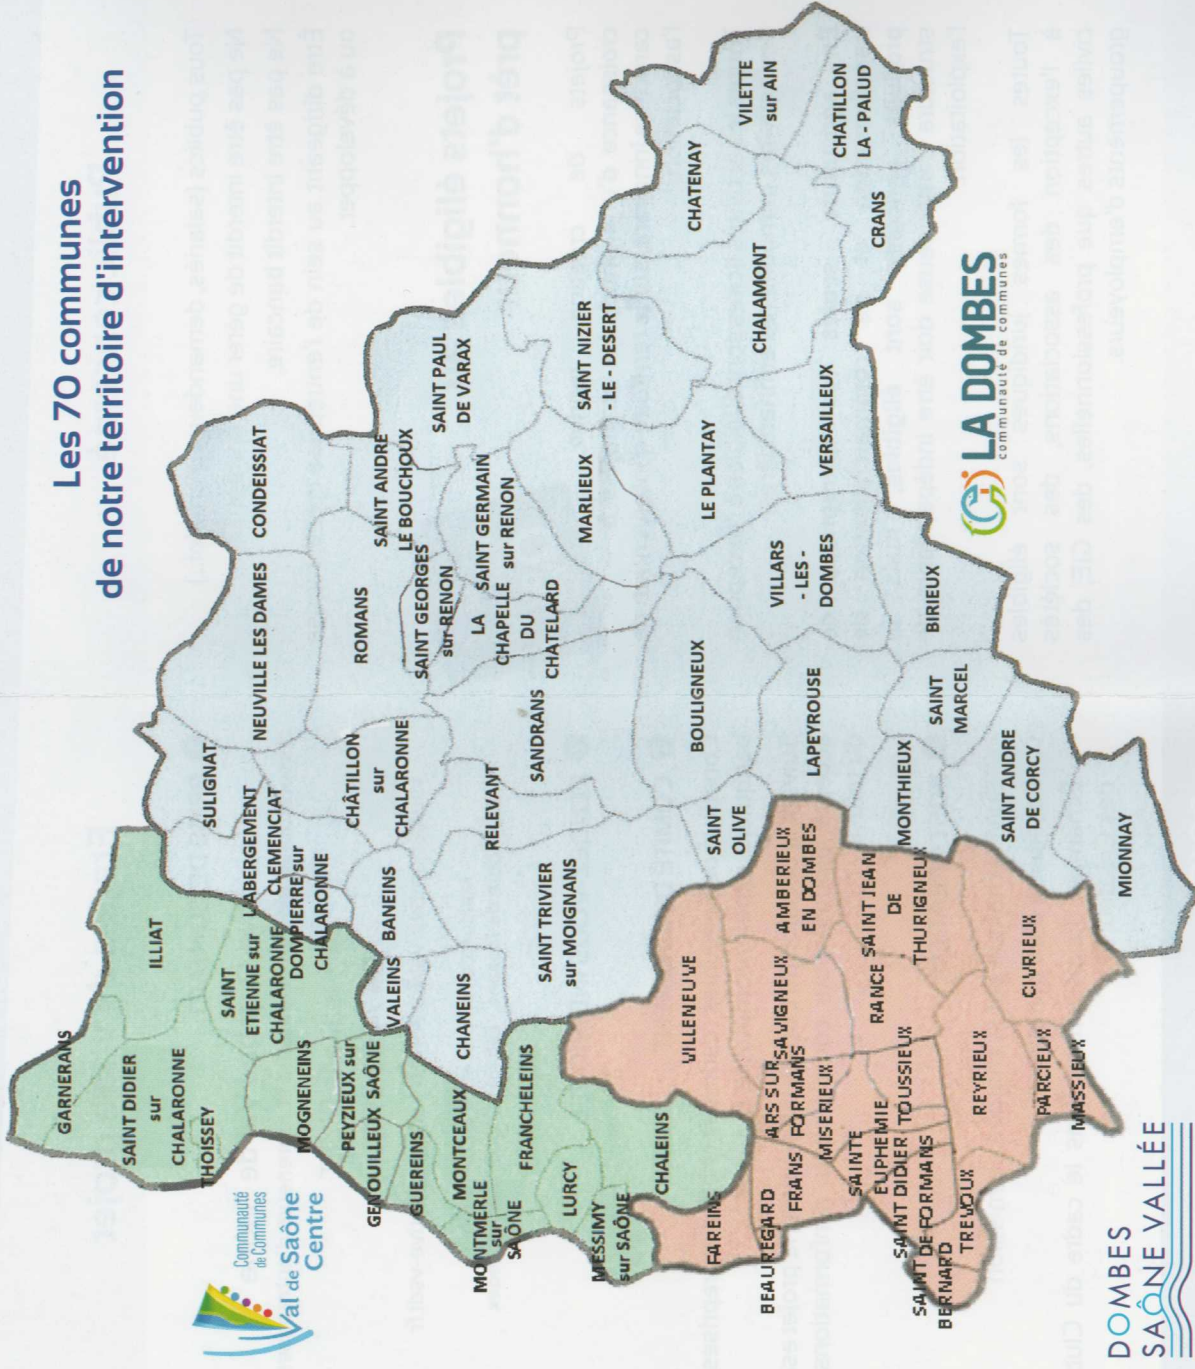 Les 70 communes
de notre territoire d'intervention
Communauté
de Communes
Val de Saône
Centre
GARNERANS
SAINT DIDIER
sur
CHALARONNE
THOISSEY
ILLIAT
SAINT
ETIENNE sur
CHALARONNE
MOGNENEINS
PEYZIEUX sur
SAÔNE
GENOUILLEUX
GUEREINS
MONTCEAUX
MONTMERLE
sur
SAÔNE
FRANCHELEINS
LURCY
MESSIMY
sur SAÔNE
CHALEINS
SULIGNAT
LABERGEMENT
CLEMENCIAT
DOMPIERRE sur
CHALARONNE
NEUVILLE LES DAMES
CONDEISSIAT
CHÂTILLON
sur
CHALARONNE
ROMANS
SAINT ANDRE
LE BOUCHOUX
SAINT GEORGES
sur RENON
SAINT PAUL
DE VARAX
SAINT GERMAIN
sur RENON
LA
CHAPELLE
DU
CHATELARD
VALEINS
BANEINS
RELEVANT
CHANEINS
SAINT TRIVIER
sur MOIGNANS
SANDRANS
MARLIEUX
SAINT NIZIER
- LE - DESERT
CHATENAY
VILETTE
sur AIN
CHATILLON
LA - PALUD
CRANS
CHALAMONT
LE PLANTAY
VERSAILLEUX
BOULIGNEUX
VILLARS
- LES -
DOMBES
SAINT
OLIVE
LAPEYROUSE
BIRIEUX
SAINT
MARCEL
MONTHIEUX
SAINT ANDRE
DE CORCY
MIONNAY
VILLENEUVE
AMBERIEUX
EN DOMBES
SAVIGNEUX
ARS SUR
FORMANS
FAREINS
BEAUREGARD
FRANS
MISERIEUX
SAINTE
EUPHEMIE
TOUSSIEUX
RANCE
SAINT JEAN
DE
THURIGNEUX
SAINT DIDIER
DE FORMANS
SAINT
BERNARD
TREVOUX
REYRIEUX
CIVRIEUX
PARCIEUX
MASSIEUX
LA DOMBES
communauté de communes
DOMBES
SAÔNE VALLÉE